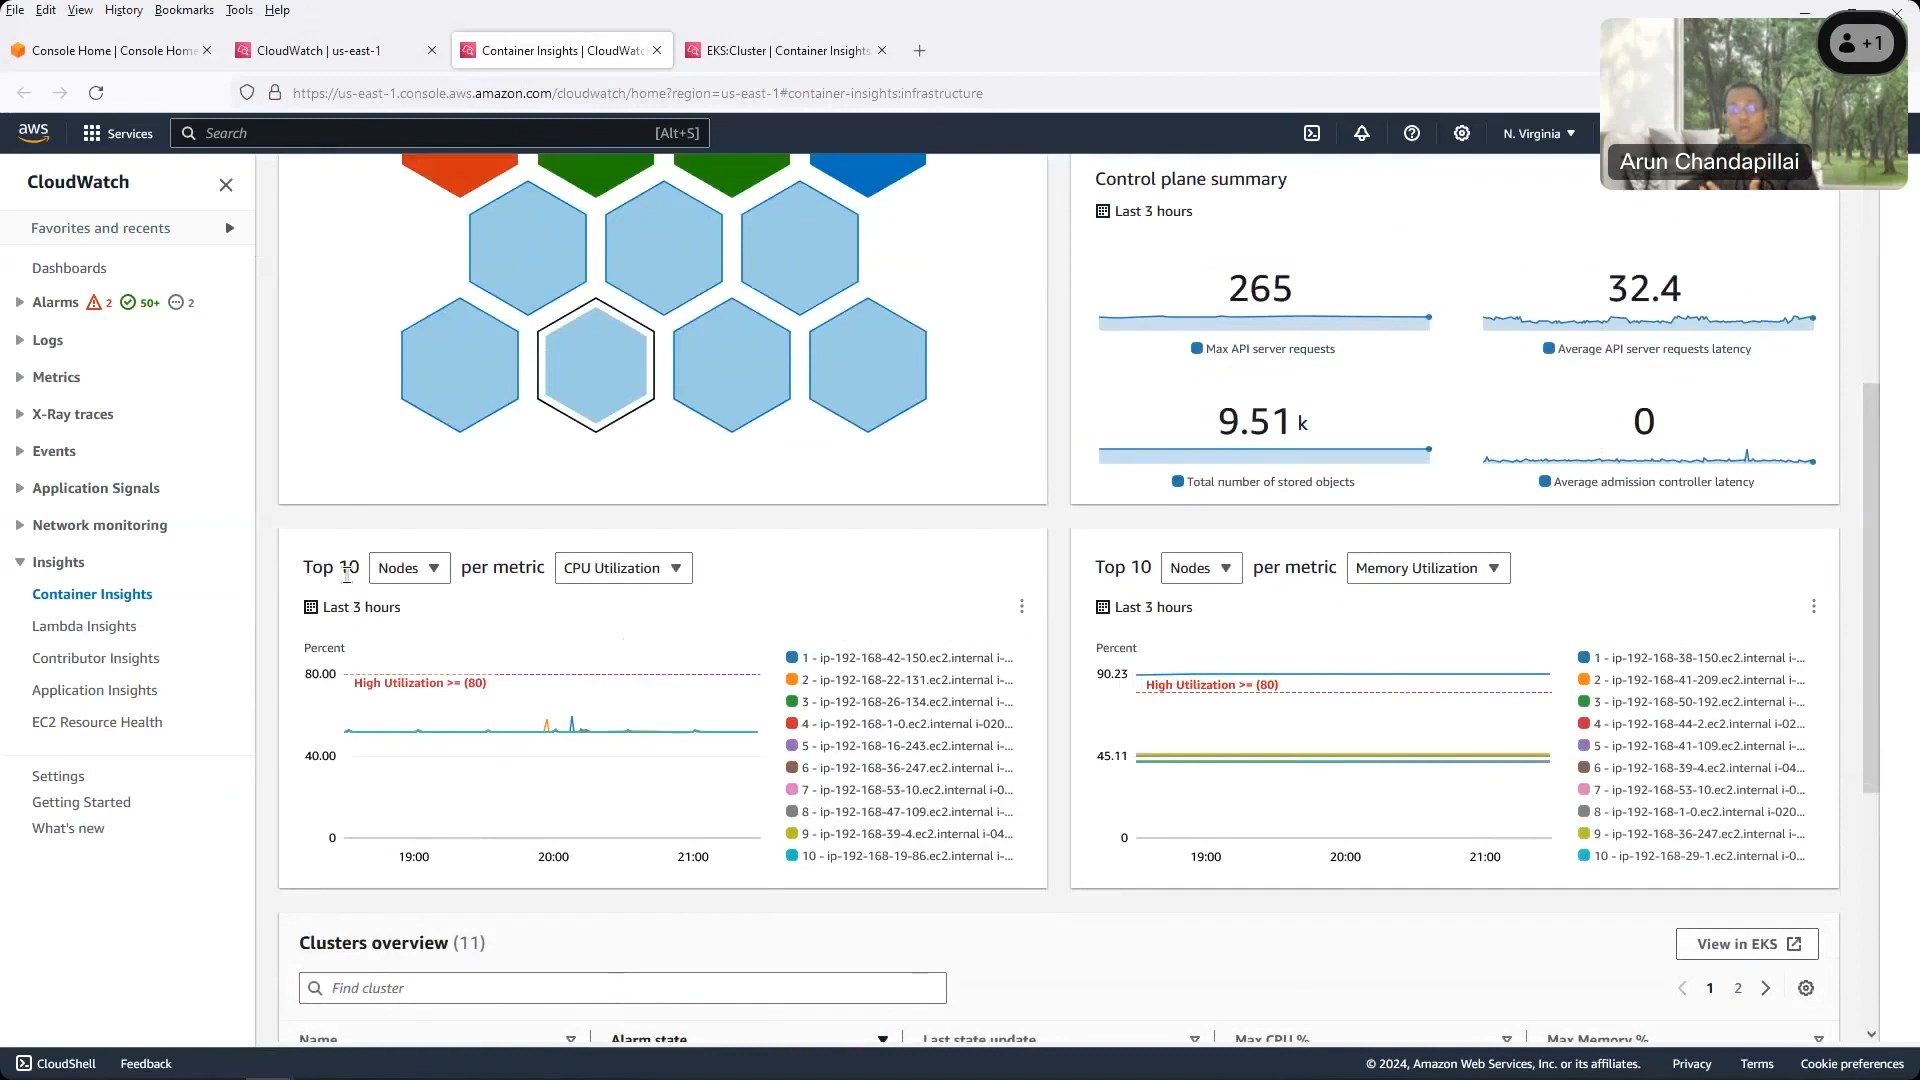 File Edit View History Bookmarks Tools Help
Console Home | Console Home
CloudWatch | us-east-1
Container Insights | CloudWatc
EKS:Cluster | Container Insights
+1
https://us-east-1.console.aws.amazon.com/cloudwatch/home?region=us-east-1#container-insights:infrastructure
aws Services Search [Alt+S] N. Virginia
Arun Chandapillai
CloudWatch
Favorites and recents
Dashboards
Alarms 2 50+ 2
Logs
Metrics
X-Ray traces
Events
Application Signals
Network monitoring
Insights
Container Insights
Lambda Insights
Contributor Insights
Application Insights
EC2 Resource Health
Settings
Getting Started
What's new
Control plane summary
Last 3 hours
265
Max API server requests
32.4
Average API server requests latency
9.51 k
Total number of stored objects
0
Average admission controller latency
Top 10 Nodes per metric CPU Utilization
Last 3 hours
Percent
80.00
High Utilization >= (80)
40.00
0
19:00 20:00 21:00
1 - ip-192-168-42-150.ec2.internal i-...
2 - ip-192-168-22-131.ec2.internal i-...
3 - ip-192-168-26-134.ec2.internal i-...
4 - ip-192-168-1-0.ec2.internal i-020...
5 - ip-192-168-16-243.ec2.internal i-...
6 - ip-192-168-36-247.ec2.internal i-...
7 - ip-192-168-53-10.ec2.internal i-0...
8 - ip-192-168-47-109.ec2.internal i-...
9 - ip-192-168-39-4.ec2.internal i-04...
10 - ip-192-168-19-86.ec2.internal i-...
Top 10 Nodes per metric Memory Utilization
Last 3 hours
Percent
90.23
High Utilization >= (80)
45.11
0
19:00 20:00 21:00
1 - ip-192-168-38-150.ec2.internal i-...
2 - ip-192-168-41-209.ec2.internal i-...
3 - ip-192-168-50-192.ec2.internal i-...
4 - ip-192-168-44-2.ec2.internal i-02...
5 - ip-192-168-41-109.ec2.internal i-...
6 - ip-192-168-39-4.ec2.internal i-04...
7 - ip-192-168-53-10.ec2.internal i-0...
8 - ip-192-168-1-0.ec2.internal i-020...
9 - ip-192-168-36-247.ec2.internal i-...
10 - ip-192-168-29-1.ec2.internal i-0...
Clusters overview (11)
View in EKS
Find cluster
1 2
Name Alarm state Last state update Max CPU % Max Memory %
CloudShell Feedback © 2024, Amazon Web Services, Inc. or its affiliates. Privacy Terms Cookie preferences